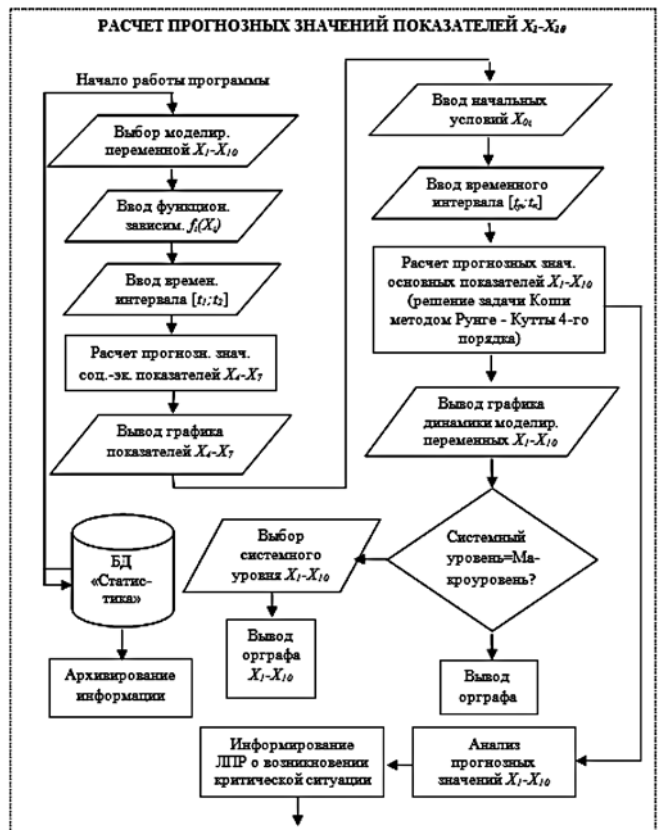 РАСЧЕТ ПРОГНОЗНЫХ ЗНАЧЕНИЙ ПОКАЗАТЕЛЕЙ X₁-X₁₀
Начало работы программы
Выбор моделир.
переменной X₁-X₁₀
Ввод функцион.
зависим. fᵢ(Xᵢ)
Ввод времен.
интервала [t₁;t₂]
Расчет прогнозн. знач.
соц.-эк. показателей X₄-X₇
Вывод графика
показателей X₄-X₇
БД
«Статис-
тика»
Архивирование
информации
Ввод начальных
условий X₀ᵢ
Ввод временного
интервала
Расчет прогнозных знач.
основных показателей X₁-X₁₀
(решение задачи Коши
методом Рунге - Кутты 4-го
порядка)
Вывод графика
динамики моделир.
переменных X₁-X₁₀
Системный
уровень=Ма-
кроуровень?
Выбор
системного
уровня X₁-X₁₀
Вывод
орграфа
X₁-X₁₀
Вывод
орграфа
Анализ
прогнозных
значений X₁-X₁₀
Информирование
ЛПР о возникновении
критической ситуации